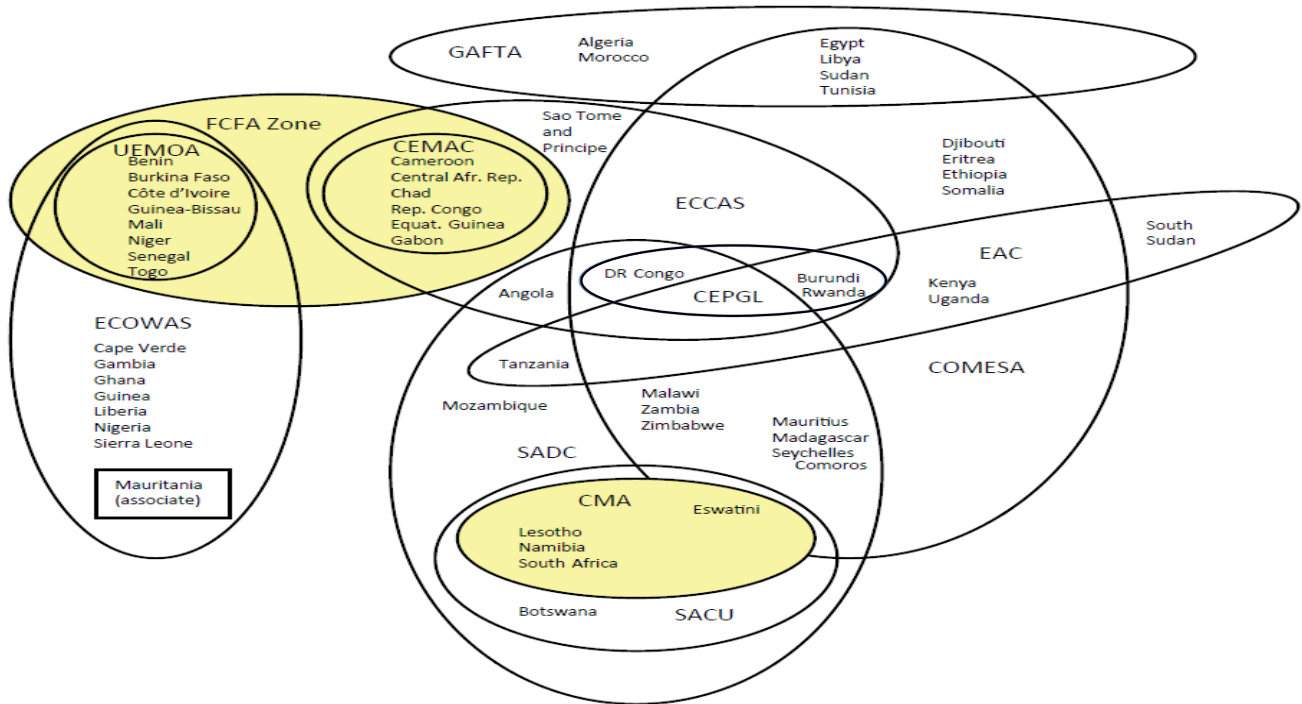 GAFTA
Algeria
Morocco
Egypt
Libya
Sudan
Tunisia
FCFA Zone
UEMOA
Benin
Burkina Faso
Côte d’Ivoire
Guinea-Bissau
Mali
Niger
Senegal
Togo
CEMAC
Cameroon
Central Afr. Rep.
Chad
Rep. Congo
Equat. Guinea
Gabon
Sao Tome
and
Principe
ECCAS
Djibouti
Eritrea
Ethiopia
Somalia
South
Sudan
EAC
Kenya
Uganda
DR Congo
CEPGL
Burundi
Rwanda
Angola
Tanzania
COMESA
ECOWAS
Cape Verde
Gambia
Ghana
Guinea
Liberia
Nigeria
Sierra Leone
Mauritania
(associate)
Mozambique
SADC
Malawi
Zambia
Zimbabwe
Mauritius
Madagascar
Seychelles
Comoros
CMA
Eswatini
Lesotho
Namibia
South Africa
Botswana
SACU